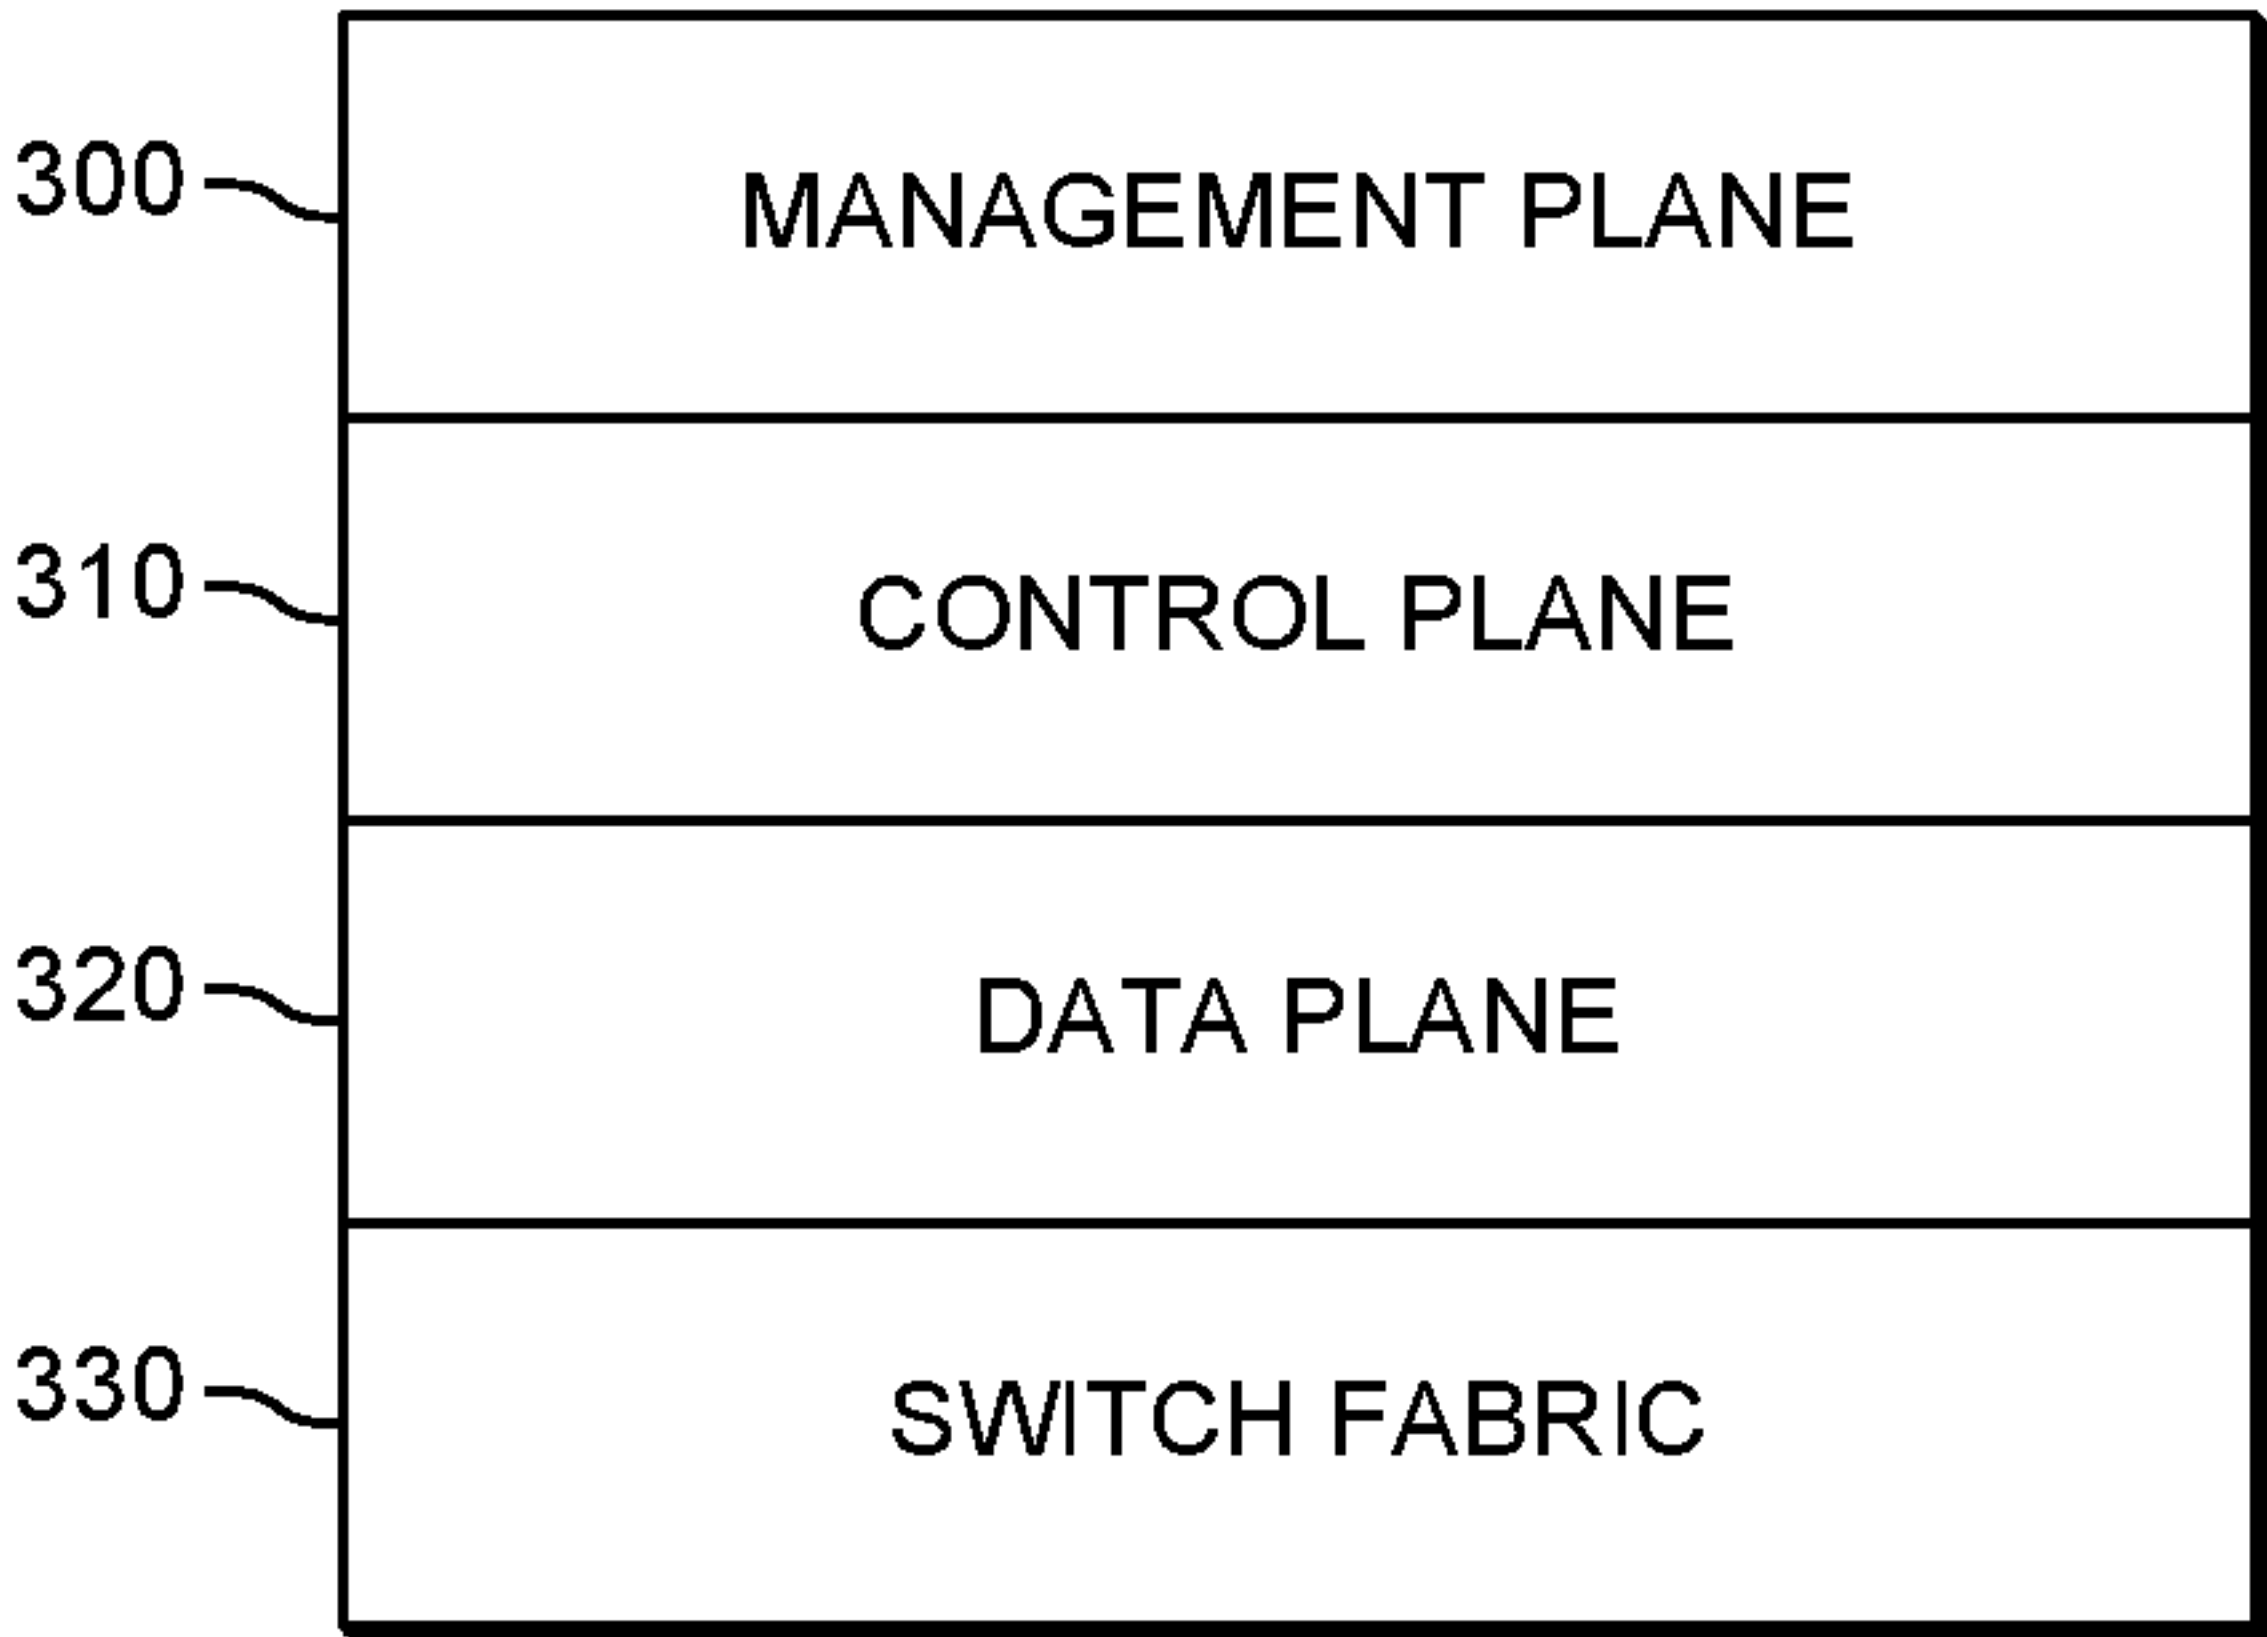 300 MANAGEMENT PLANE
310 CONTROL PLANE
320 DATA PLANE
330 SWITCH FABRIC